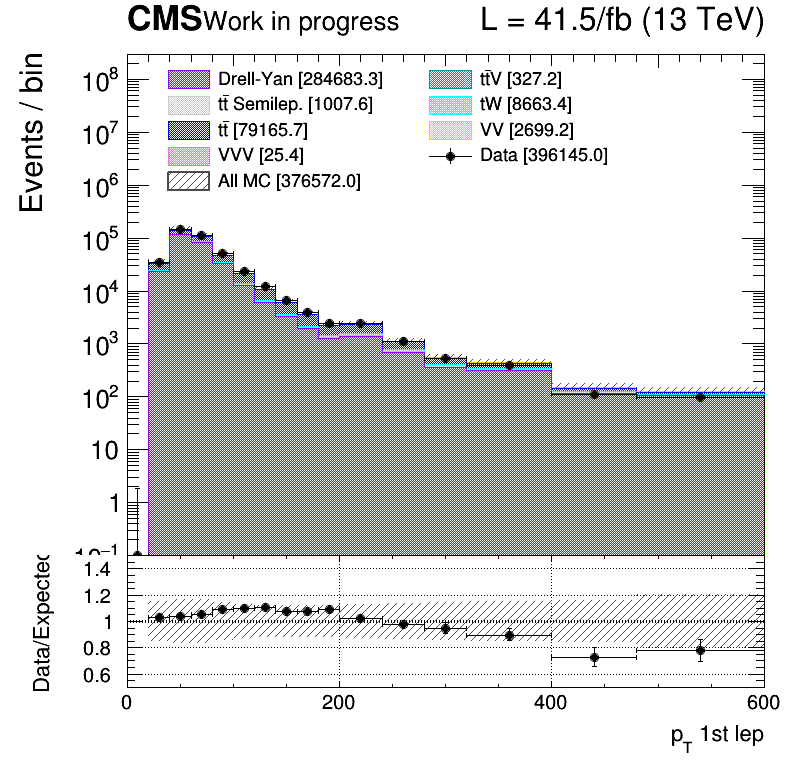 CMS Work in progress L = 41.5/fb (13 TeV)
Events / bin
Drell-Yan [284683.3]
tt̄ Semilep. [1007.6]
tt̄ [79165.7]
VVV [25.4]
All MC [376572.0]
tt̄V [327.2]
tW [8663.4]
VV [2699.2]
Data [396145.0]
10⁸
10⁷
10⁶
10⁵
10⁴
10³
10²
10
1
10⁻¹
Data/Expected
1.4
1.2
1
0.8
0.6
0 200 400 600
p_T 1st lep